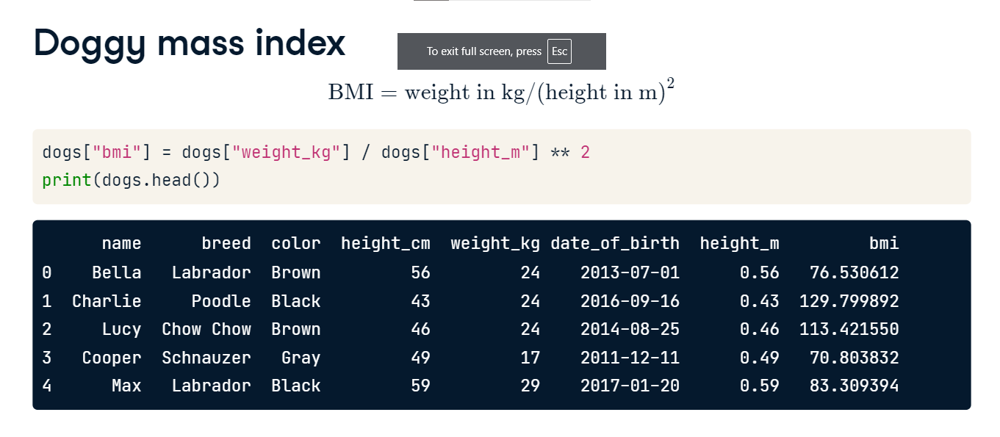 Doggy mass index
To exit full screen, press Esc
BMI = weight in kg/(height in m)²
dogs["bmi"] = dogs["weight_kg"] / dogs["height_m"] ** 2
print(dogs.head())
name breed color height_cm weight_kg date_of_birth height_m bmi
0 Bella Labrador Brown 56 24 2013-07-01 0.56 76.530612
1 Charlie Poodle Black 43 24 2016-09-16 0.43 129.799892
2 Lucy Chow Chow Brown 46 24 2014-08-25 0.46 113.421550
3 Cooper Schnauzer Gray 49 17 2011-12-11 0.49 70.803832
4 Max Labrador Black 59 29 2017-01-20 0.59 83.309394